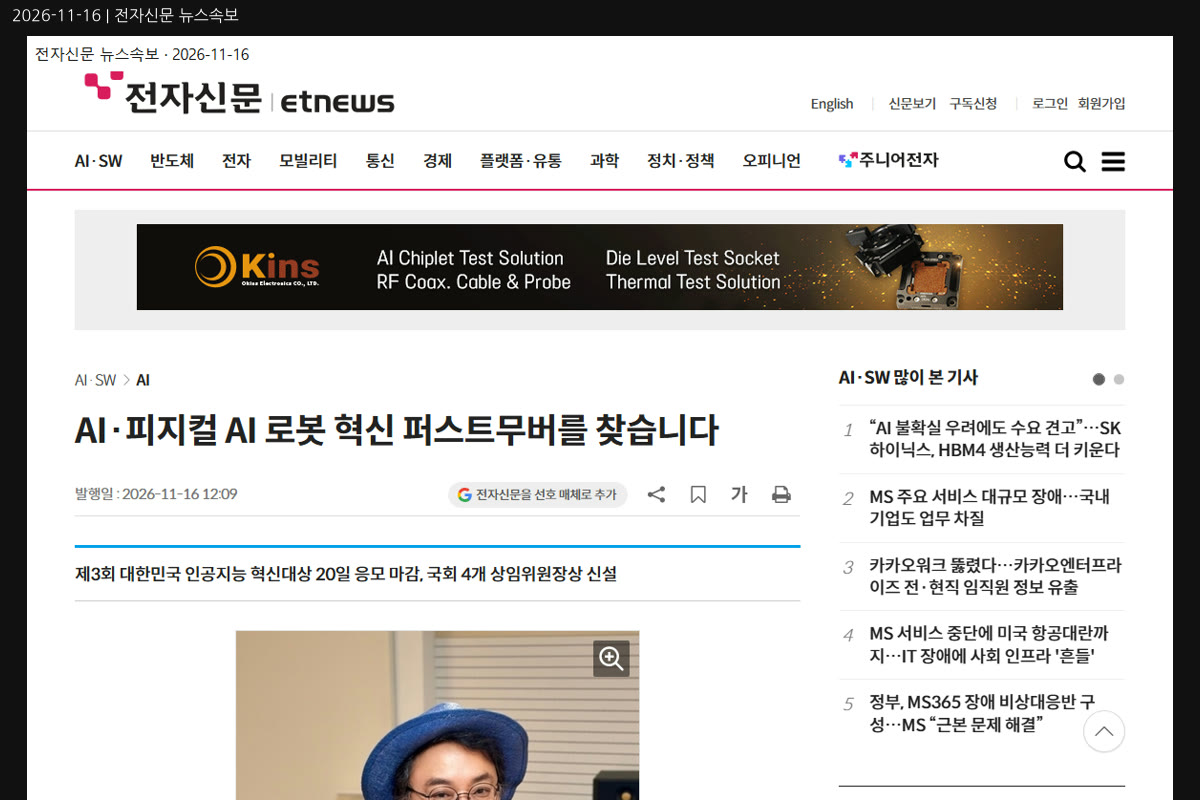 2026-11-16 | 전자신문 뉴스속보
전자신문 뉴스속보 · 2026-11-16
전자신문 | etnews
English | 신문보기 구독신청 | 로그인 회원가입
AI·SW 반도체 전자 모빌리티 통신 경제 플랫폼·유통 과학 정치·정책 오피니언 주니어전자
Okins
Okins Electronics CO., LTD.
AI Chiplet Test Solution
RF Coax. Cable & Probe
Die Level Test Socket
Thermal Test Solution
AI·SW > AI
AI·피지컬 AI 로봇 혁신 퍼스트무버를 찾습니다
발행일 : 2026-11-16 12:09
전자신문을 선호 매체로 추가
가
제3회 대한민국 인공지능 혁신대상 20일 응모 마감, 국회 4개 상임위원장상 신설
AI·SW 많이 본 기사
1 “AI 불확실 우려에도 수요 견고”…SK
하이닉스, HBM4 생산능력 더 키운다
2 MS 주요 서비스 대규모 장애…국내
기업도 업무 차질
3 카카오워크 뚫렸다…카카오엔터프라
이즈 전·현직 임직원 정보 유출
4 MS 서비스 중단에 미국 항공대란까
지…IT 장애에 사회 인프라 '흔들'
5 정부, MS365 장애 비상대응반 구
성…MS “근본 문제 해결”